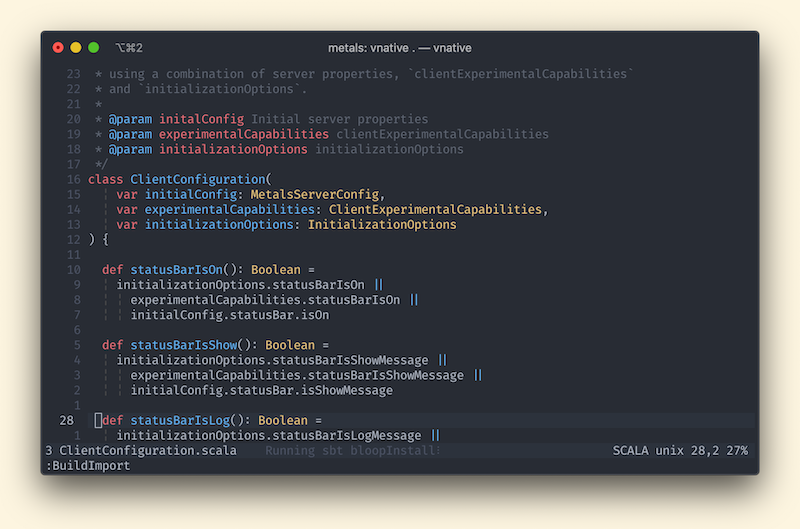 ⌥⌘2 metals: vnative . — vnative
23 * using a combination of server properties, `clientExperimentalCapabilities`
22 * and `initializationOptions`.
21 *
20 * @param initalConfig Initial server properties
19 * @param experimentalCapabilities clientExperimentalCapabilities
18 * @param initializationOptions initializationOptions
17 */
16 class ClientConfiguration(
15 var initialConfig: MetalsServerConfig,
14 var experimentalCapabilities: ClientExperimentalCapabilities,
13 var initializationOptions: InitializationOptions
12 ) {
11
10 def statusBarIsOn(): Boolean =
9 initializationOptions.statusBarIsOn ||
8 experimentalCapabilities.statusBarIsOn ||
7 initialConfig.statusBar.isOn
6
5 def statusBarIsShow(): Boolean =
4 initializationOptions.statusBarIsShowMessage ||
3 experimentalCapabilities.statusBarIsShowMessage ||
2 initialConfig.statusBar.isShowMessage
1
28 def statusBarIsLog(): Boolean =
1 initializationOptions.statusBarIsLogMessage ||
3 ClientConfiguration.scala Running sbt bloopInstall SCALA unix 28,2 27%
:BuildImport